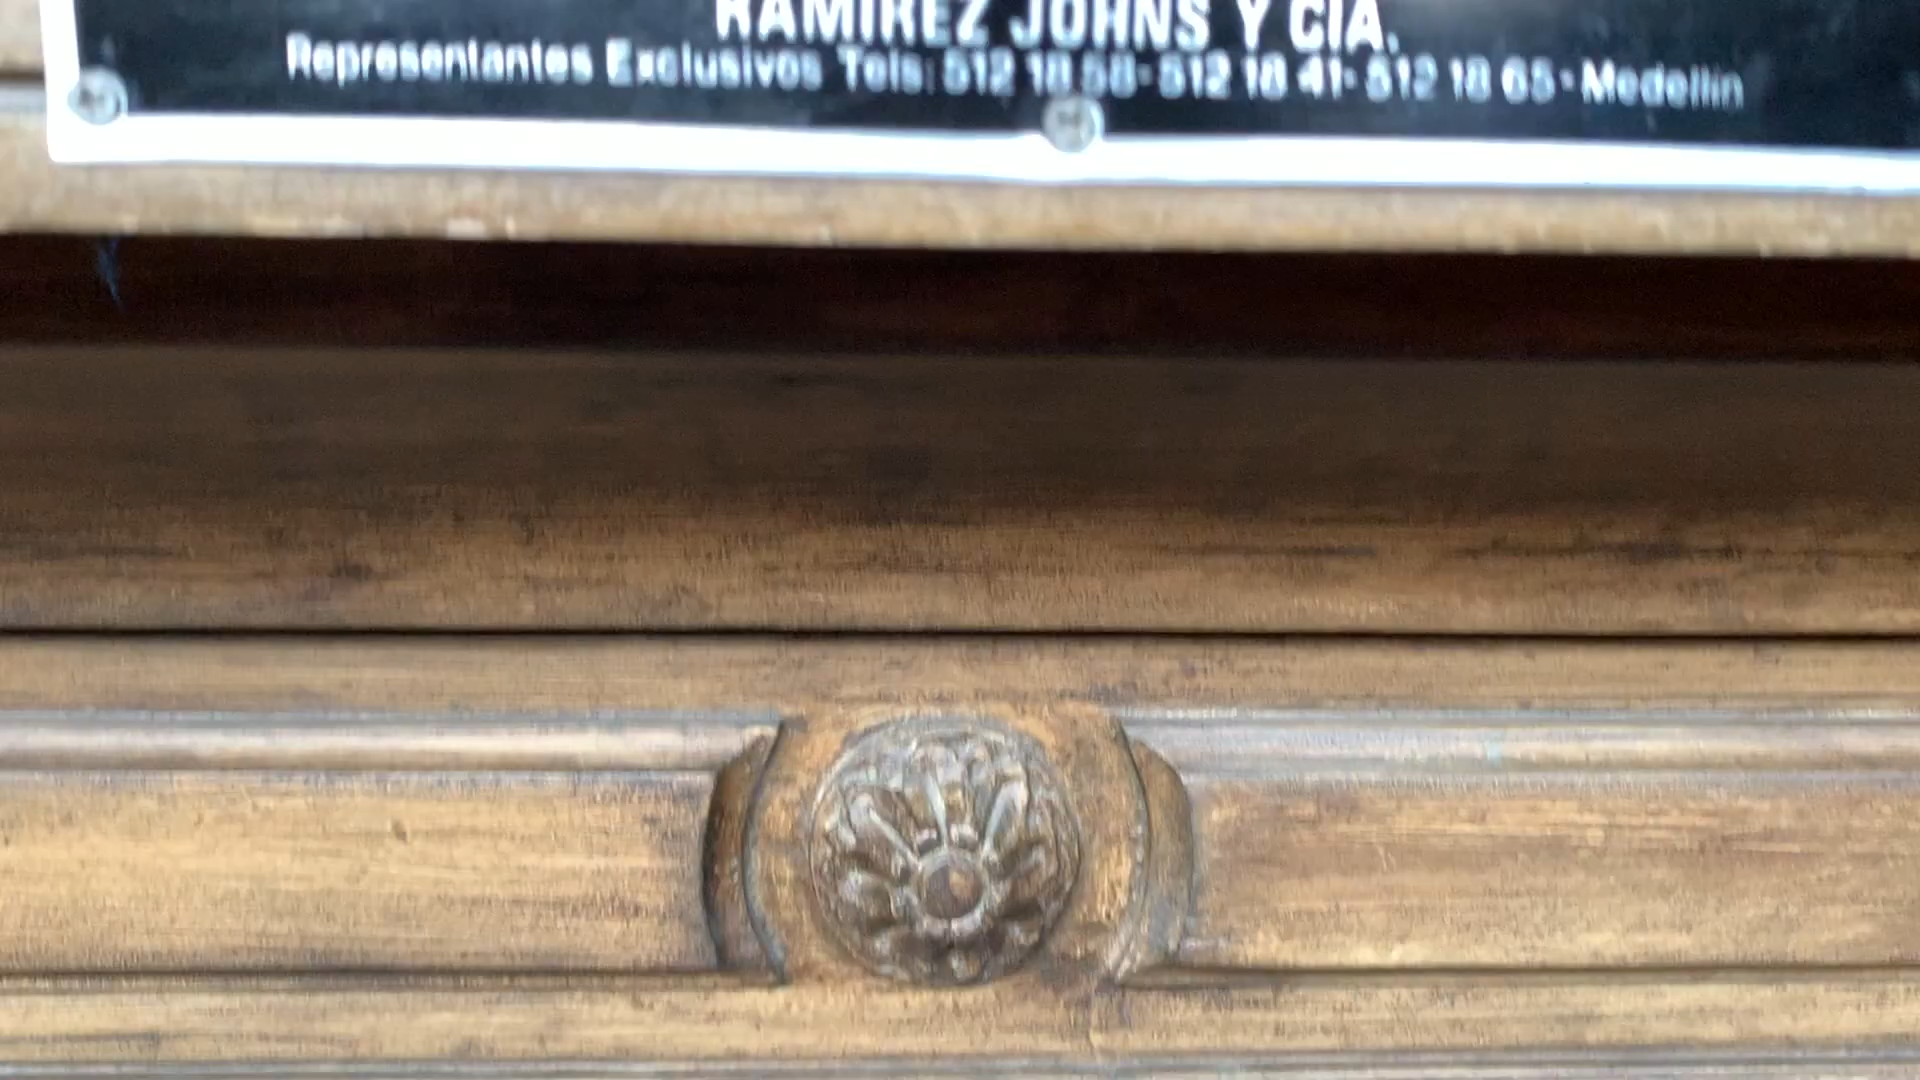 RAMIREZ JOHNS Y CIA.
Representantes Exclusivos Tels: 512 18 58- 512 18 41- 512 18 65 - Medellin